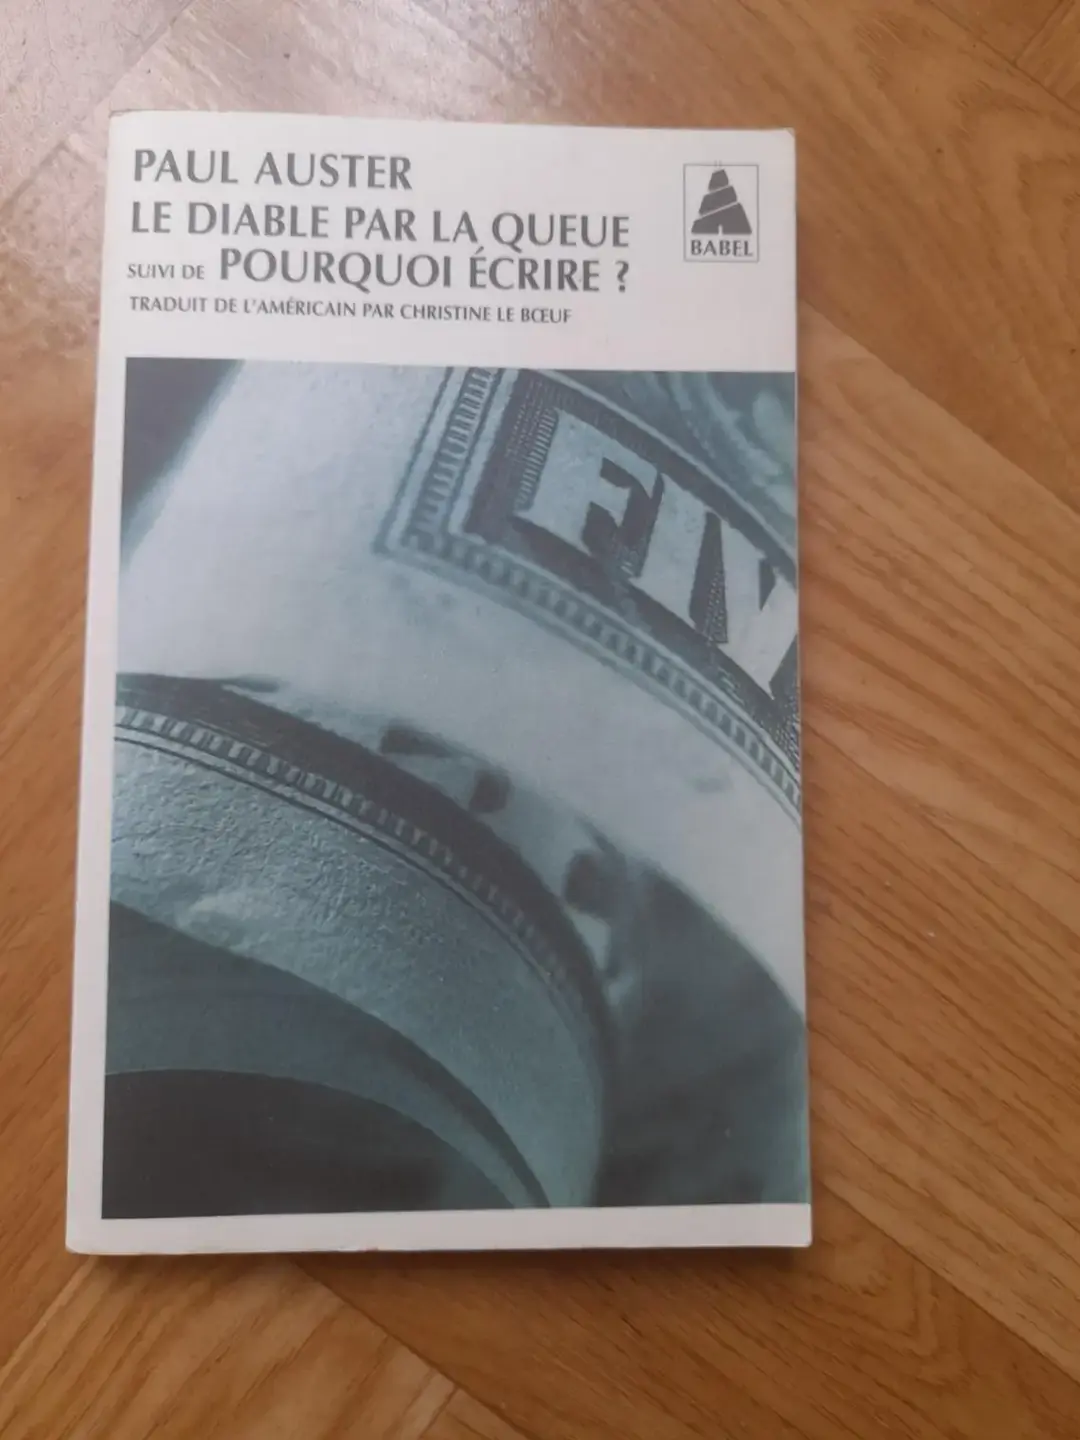 PAUL AUSTER
LE DIABLE PAR LA QUEUE
SUIVI DE POURQUOI ÉCRIRE ?
TRADUIT DE L'AMÉRICAIN PAR CHRISTINE LE BŒUF
BABEL
FIV